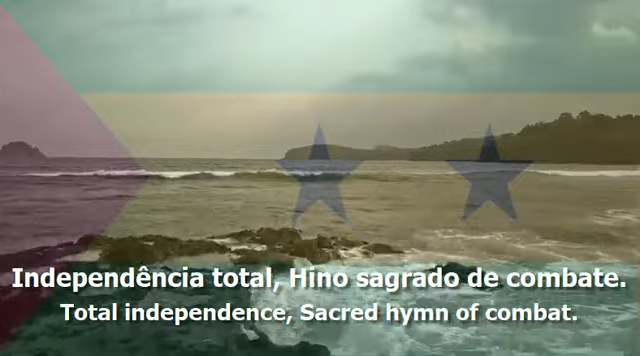 Independência total, Hino sagrado de combate.
Total independence, Sacred hymn of combat.